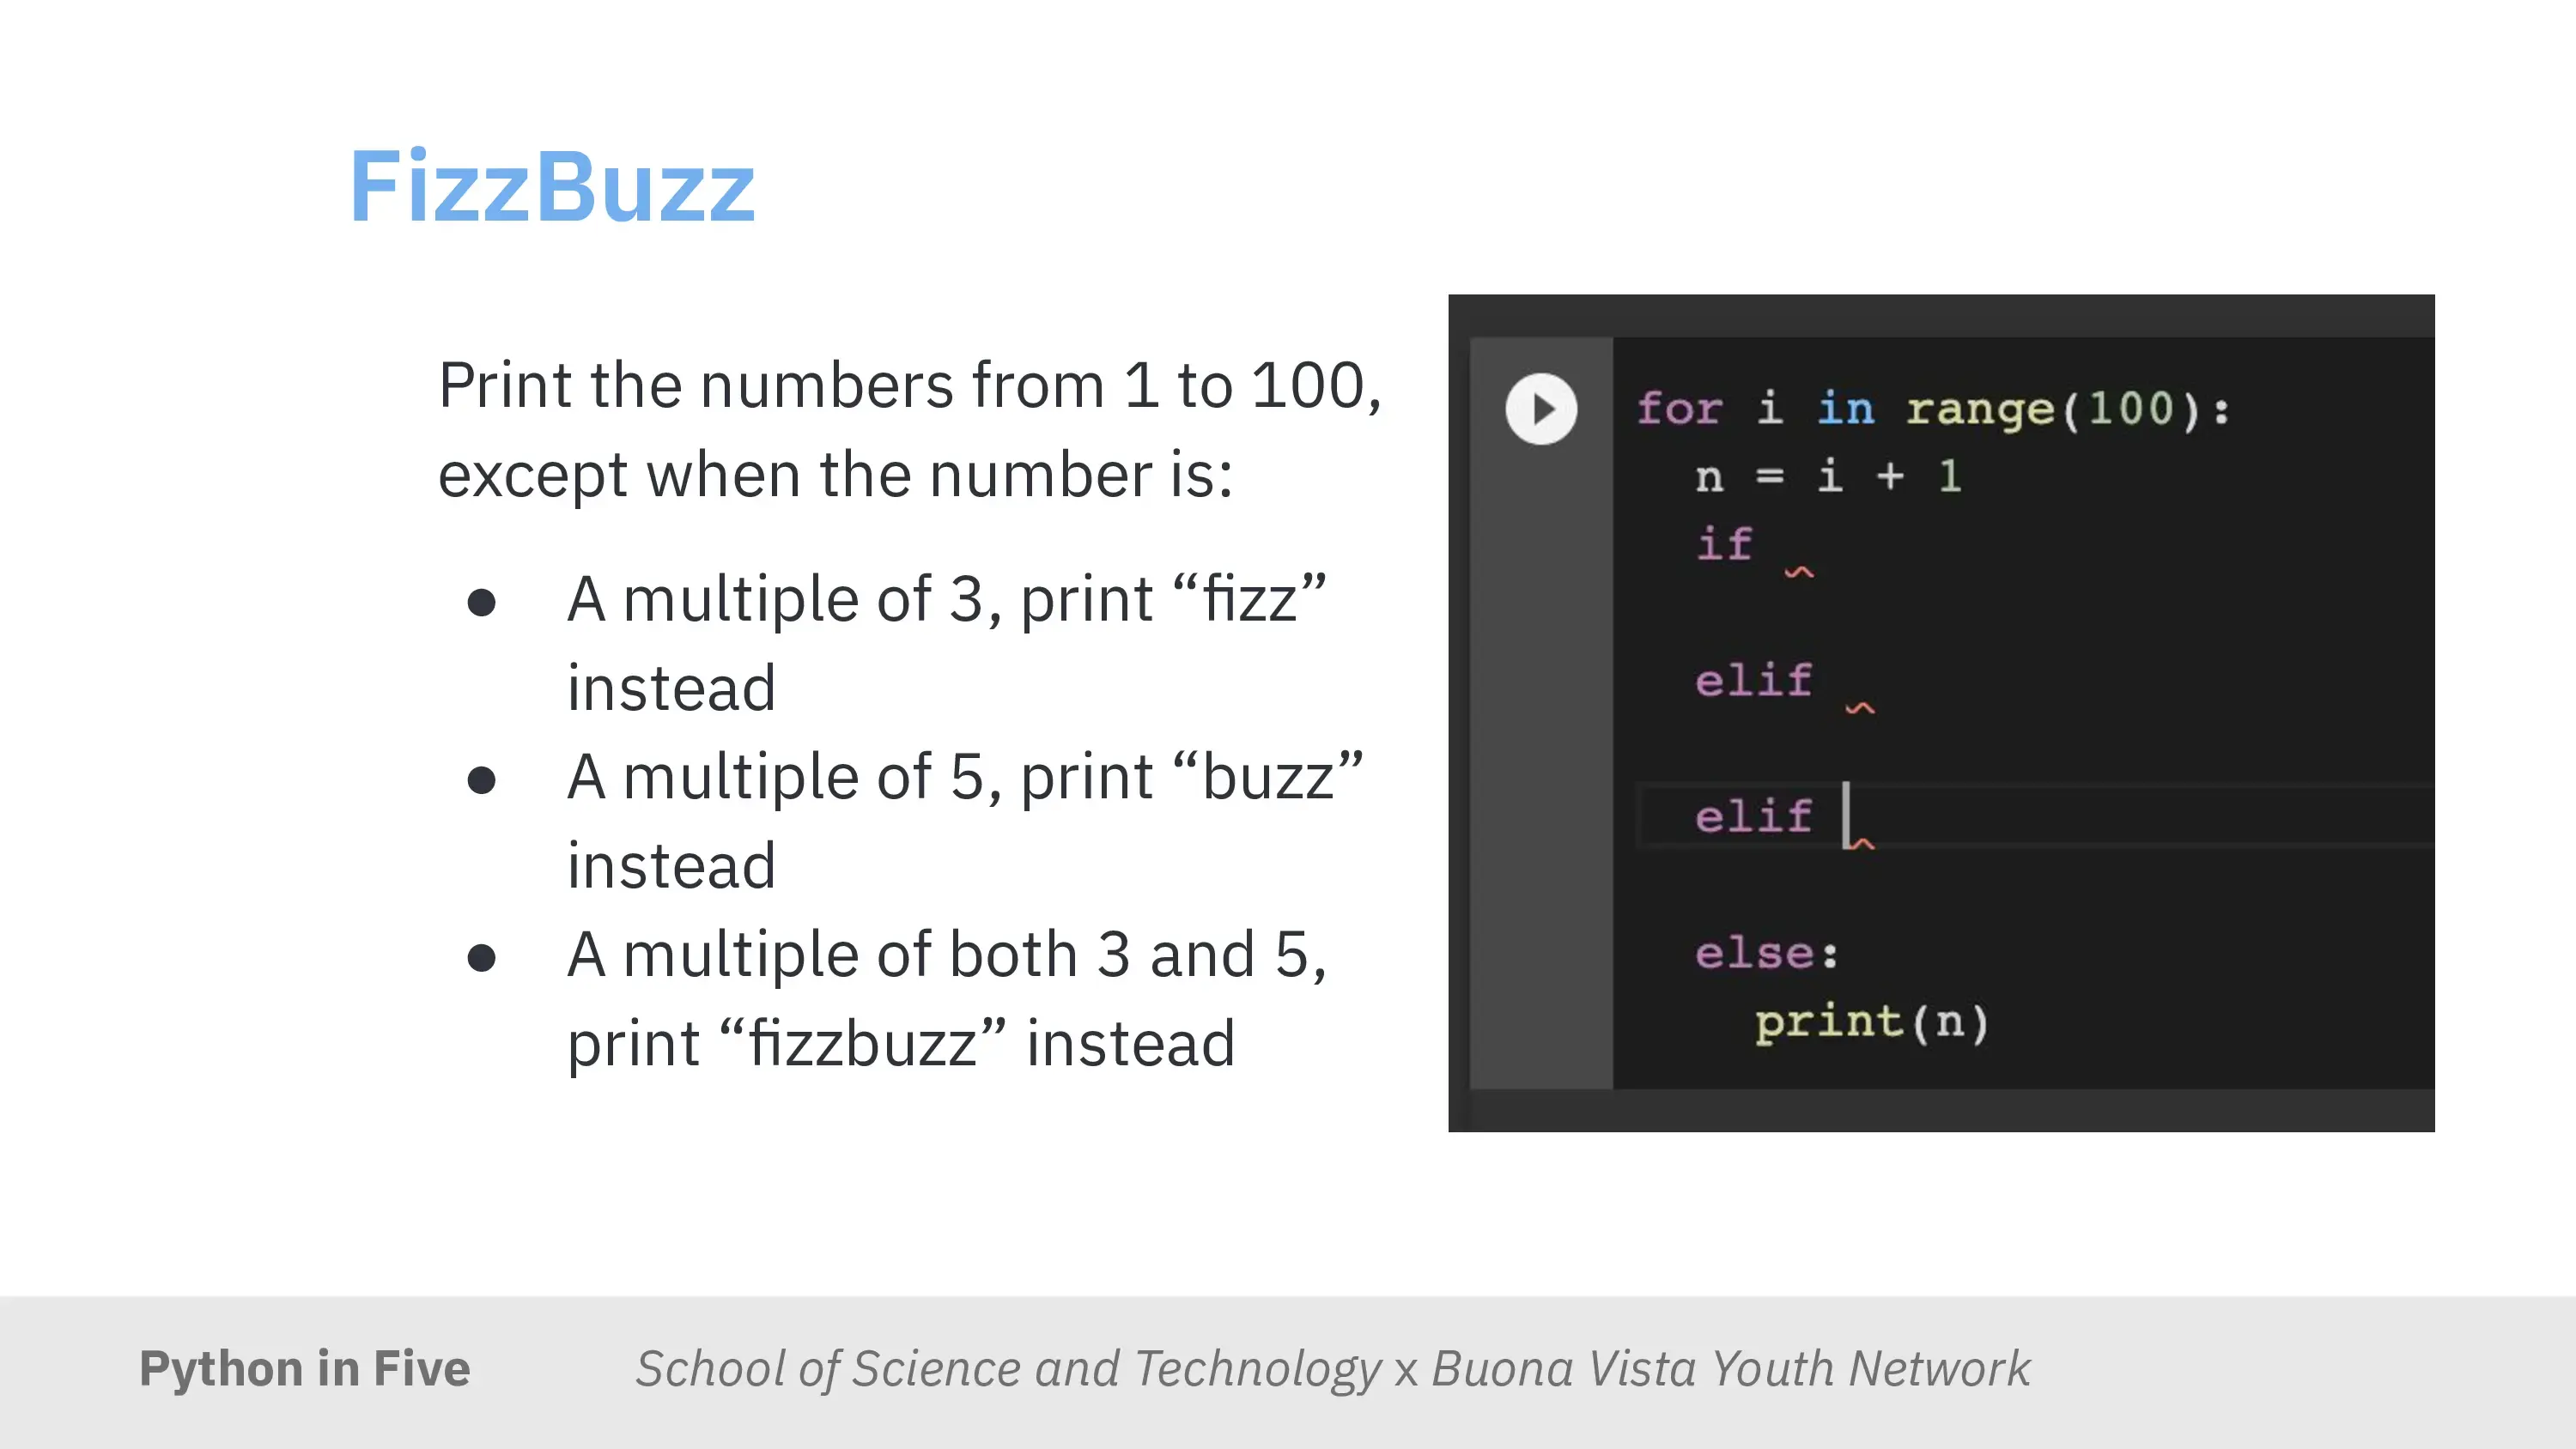 FizzBuzz
Print the numbers from 1 to 100,
except when the number is:
● A multiple of 3, print “fizz”
instead
● A multiple of 5, print “buzz”
instead
● A multiple of both 3 and 5,
print “fizzbuzz” instead
for i in range(100):
  n = i + 1
  if
  elif
  elif
  else:
    print(n)
Python in Five School of Science and Technology x Buona Vista Youth Network